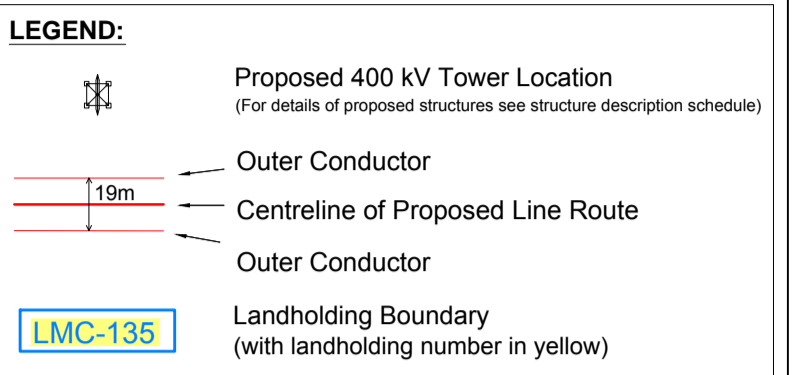 LEGEND:
Proposed 400 kV Tower Location
(For details of proposed structures see structure description schedule)
Outer Conductor
19m
Centreline of Proposed Line Route
Outer Conductor
LMC-135
Landholding Boundary
(with landholding number in yellow)